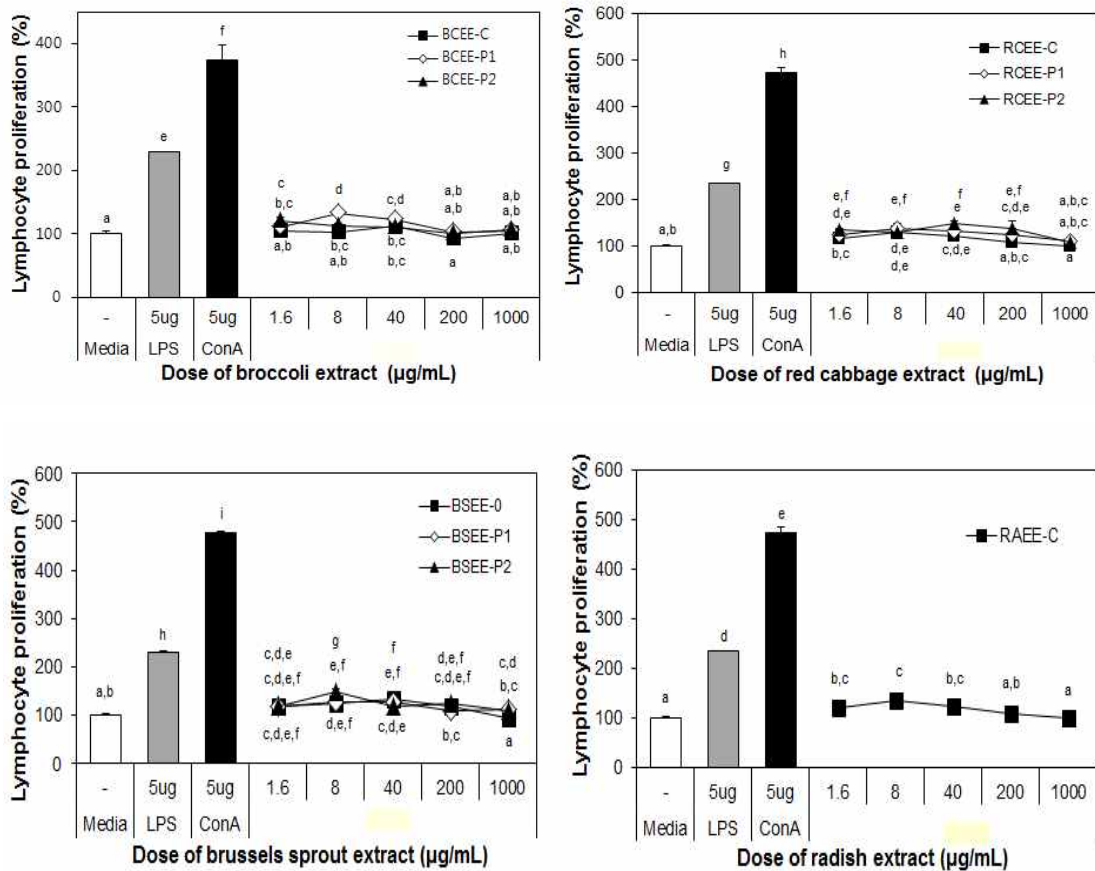 Lymphocyte proliferation (%)
400
300
200
100
0
a
e
f
BCEE-C
BCEE-P1
BCEE-P2
c d c,d a,b a,b
b,c a,b a,b
a,b b,c b,c a a,b
a,b b,c
- 5ug 5ug 1.6 8 40 200 1000
Media LPS ConA
Dose of broccoli extract (µg/mL)
Lymphocyte proliferation (%)
600
500
400
300
200
100
0
a,b
g
h
RCEE-C
RCEE-P1
RCEE-P2
e,f e,f f e,f a,b,c
d,e e c,d,e a,b,c
b,c d,e c,d,e a,b,c a
d,e
- 5ug 5ug 1.6 8 40 200 1000
Media LPS ConA
Dose of red cabbage extract (µg/mL)
Lymphocyte proliferation (%)
600
500
400
300
200
100
0
a,b
h
i
BSEE-0
BSEE-P1
BSEE-P2
c,d,e g f d,e,f c,d
c,d,e,f e,f e,f c,d,e,f b,c
c,d,e,f d,e,f c,d,e b,c a
- 5ug 5ug 1.6 8 40 200 1000
Media LPS ConA
Dose of brussels sprout extract (µg/mL)
Lymphocyte proliferation (%)
600
500
400
300
200
100
0
a
d
e
RAEE-C
b,c c b,c a,b a
- 5ug 5ug 1.6 8 40 200 1000
Media LPS ConA
Dose of radish extract (µg/mL)